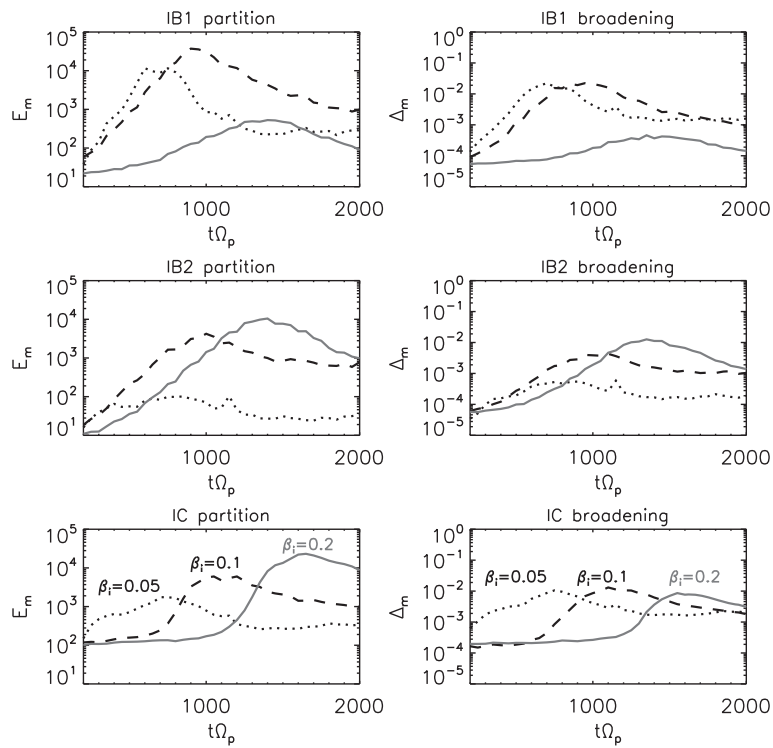 IB1 partition
IB1 broadening
E_m
10^5
10^4
10^3
10^2
10^1
1000
2000
tΩ_p
Δ_m
10^0
10^-1
10^-2
10^-3
10^-4
10^-5
1000
2000
tΩ_p
IB2 partition
IB2 broadening
E_m
10^5
10^4
10^3
10^2
10^1
1000
2000
tΩ_p
Δ_m
10^0
10^-1
10^-2
10^-3
10^-4
10^-5
1000
2000
tΩ_p
IC partition
IC broadening
E_m
10^5
10^4
10^3
10^2
10^1
β_i=0.05
β_i=0.1
β_i=0.2
1000
2000
tΩ_p
Δ_m
10^0
10^-1
10^-2
10^-3
10^-4
10^-5
β_i=0.05
β_i=0.1
β_i=0.2
1000
2000
tΩ_p